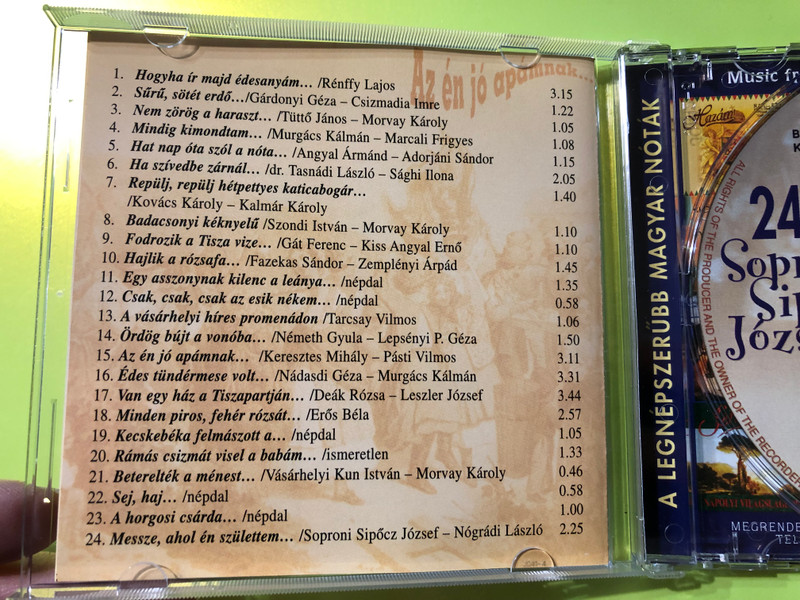 Az én jó apámnak...
1. Hogyha ír majd édesanyám... /Rénffy Lajos 3.15
2. Sűrű, sötét erdő.../Gárdonyi Géza – Csizmadia Imre 1.22
3. Nem zörög a haraszt... /Tüttő János – Morvay Károly 1.05
4. Mindig kimondtam... /Murgács Kálmán – Marcali Frigyes 1.08
5. Hat nap óta szól a nóta... /Angyal Ármánd – Adorjáni Sándor 1.15
6. Ha szívedbe zárnál... /dr. Tasnádi László – Sághi Ilona 2.05
7. Repülj, repülj hétpettyes katicabogár... 1.40
/Kovács Károly – Kalmár Károly
8. Badacsonyi kéknyelű /Szondi István – Morvay Károly 1.10
9. Fodrozik a Tisza vize... /Gát Ferenc – Kiss Angyal Ernő 1.10
10. Hajlik a rózsafa... /Fazekas Sándor – Zemplényi Árpád 1.45
11. Egy asszonynak kilenc a leánya... /népdal 1.35
12. Csak, csak, csak az esik nékem... /népdal 0.58
13. A vásárhelyi híres promenádon /Tarcsay Vilmos 1.06
14. Ördög bújt a vonóba... /Németh Gyula – Lepsényi P. Géza 1.50
15. Az én jó apámnak... /Keresztes Mihály – Pásti Vilmos 3.11
16. Édes tündérmese volt... /Nádasdi Géza – Murgács Kálmán 3.31
17. Van egy ház a Tiszapartján... /Deák Rózsa – Leszler József 3.44
18. Minden piros, fehér rózsát... /Erős Béla 2.57
19. Kecskebéka felmászott a... /népdal 1.05
20. Rámás csizmát visel a babám... /ismeretlen 1.33
21. Beterelték a ménest... /Vásárhelyi Kun István – Morvay Károly 0.46
22. Sej, haj... /népdal 0.58
23. A horgosi csárda... /népdal 1.00
24. Messze, ahol én születtem... /Soproni Sipőcz József – Nógrádi László 2.25
A LEGNÉPSZERŰBB MAGYAR NÓTÁK
Music fr
Hazám
24
Sopro
Sip
Józs
ALL RIGHTS OF THE PRODUCER AND THE OWNER OF THE RECORDE
MEGRENDE
TEL